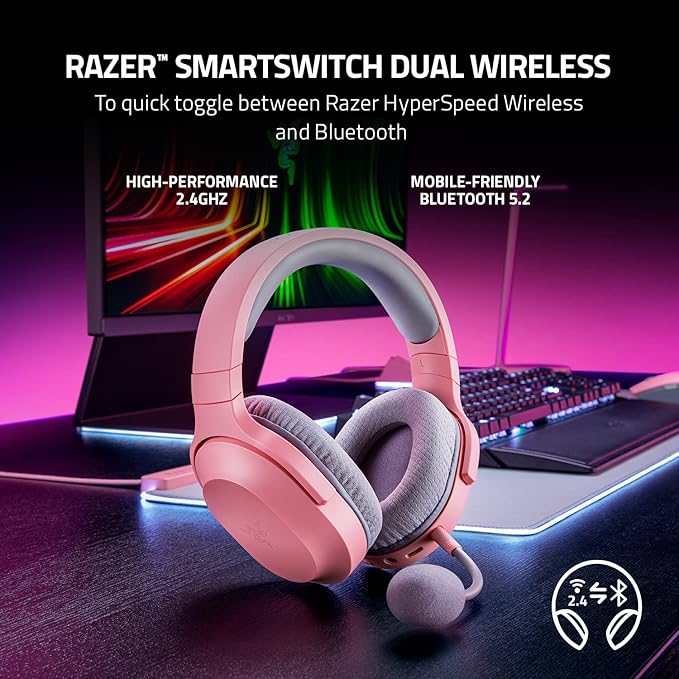 RAZER™ SMARTSWITCH DUAL WIRELESS
To quick toggle between Razer HyperSpeed Wireless
and Bluetooth
HIGH-PERFORMANCE
2.4GHZ
MOBILE-FRIENDLY
BLUETOOTH 5.2
L
2.4